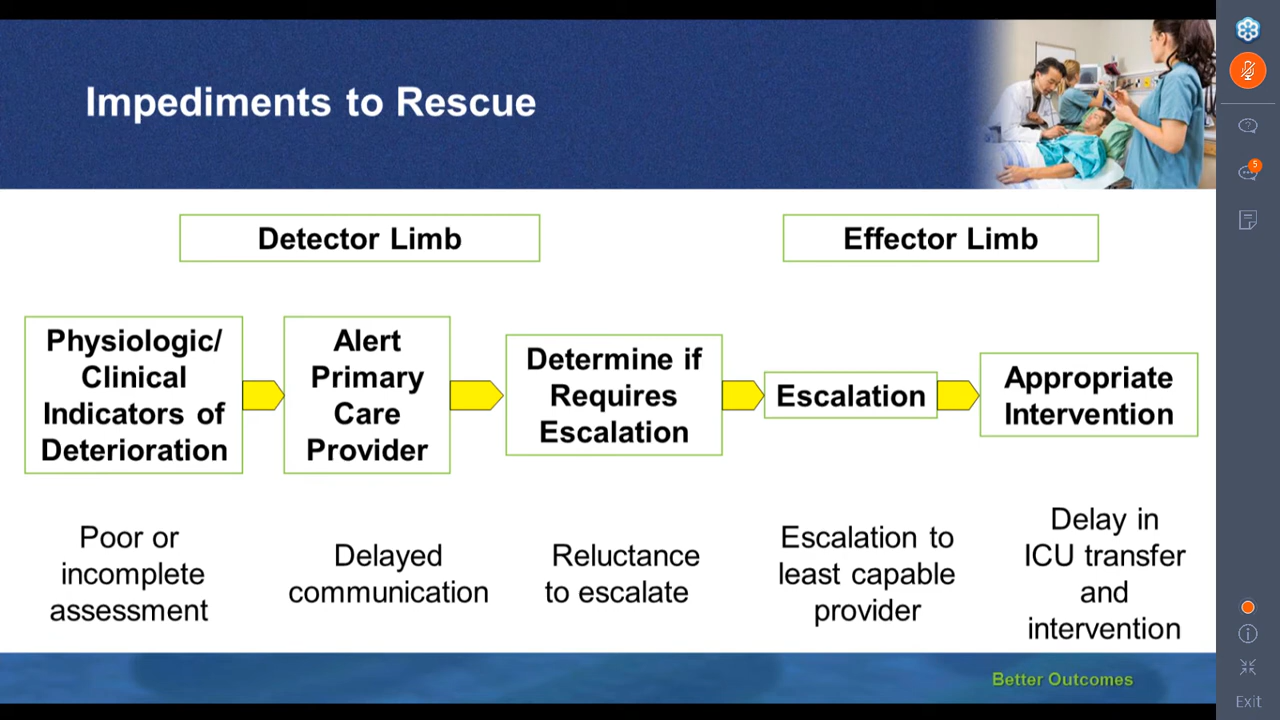 Impediments to Rescue
Detector Limb
Effector Limb
Physiologic/
Clinical
Indicators of
Deterioration
Alert
Primary
Care
Provider
Determine if
Requires
Escalation
Escalation
Appropriate
Intervention
Poor or
incomplete
assessment
Delayed
communication
Reluctance
to escalate
Escalation to
least capable
provider
Delay in
ICU transfer
and
intervention
Better Outcomes
?
5
i
Exit